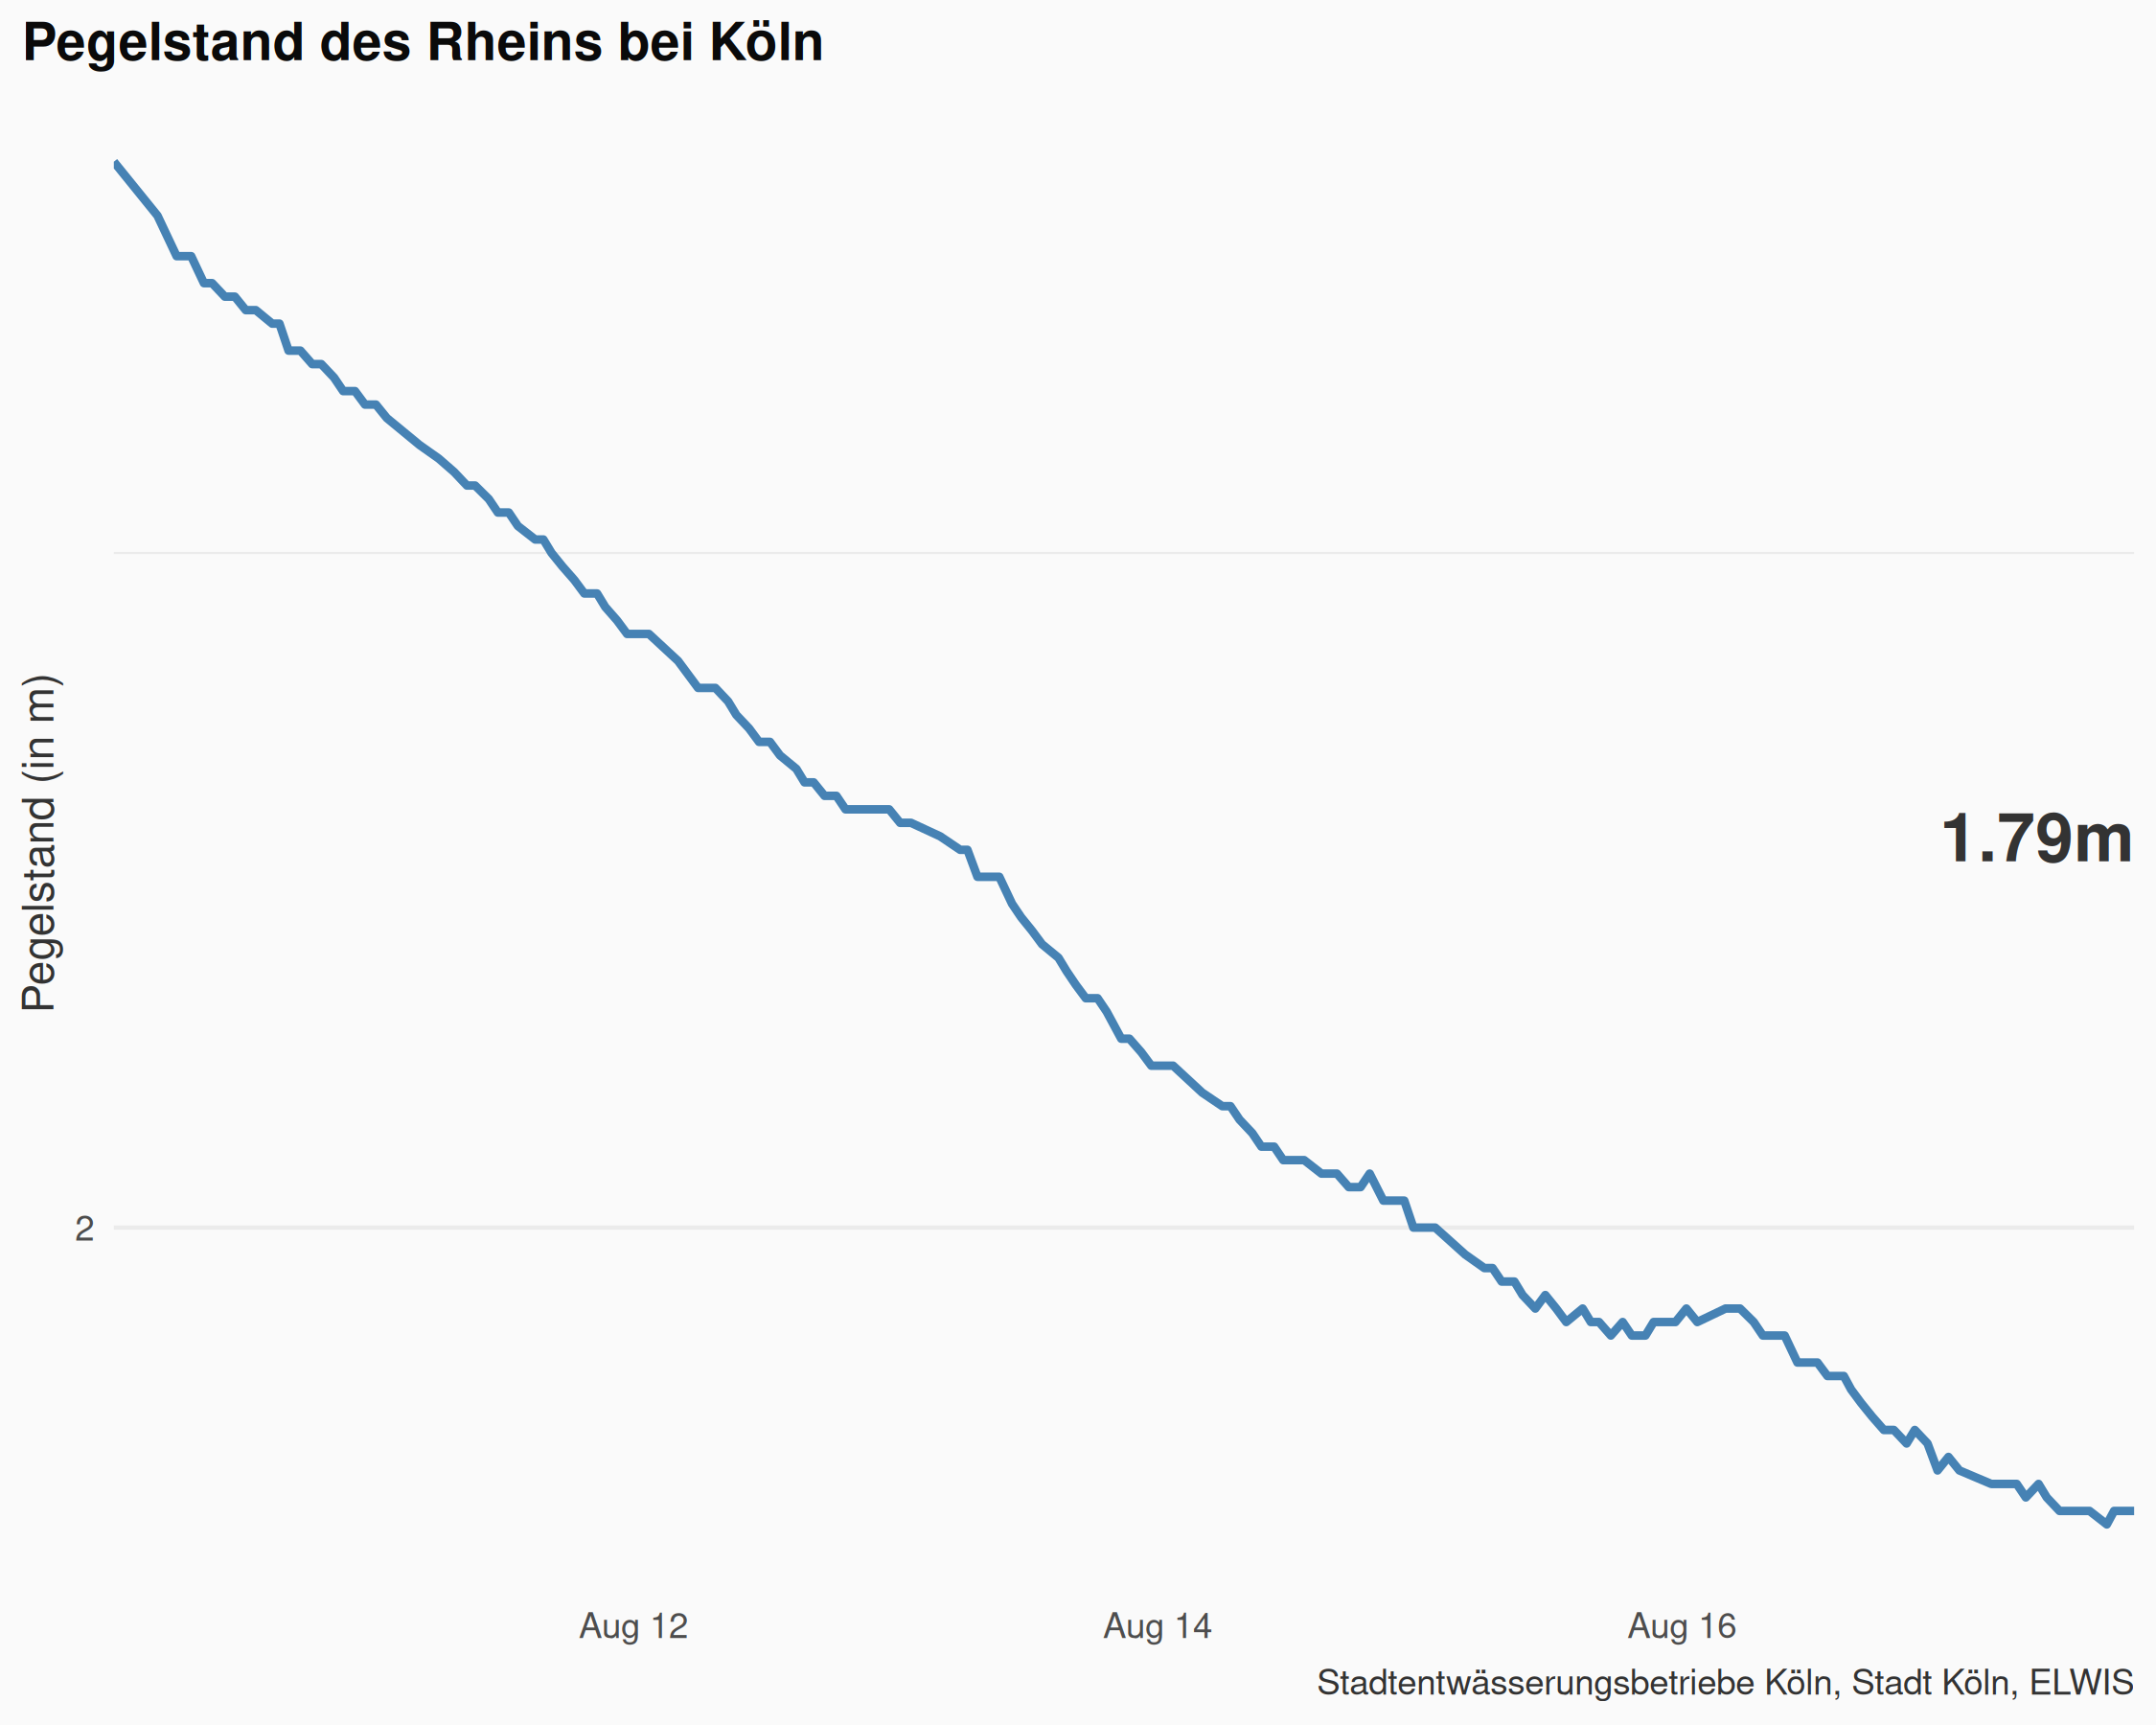 Pegelstand des Rheins bei Köln
Pegelstand (in m)
1.79m
2
Aug 12
Aug 14
Aug 16
Stadtentwässerungsbetriebe Köln, Stadt Köln, ELWIS